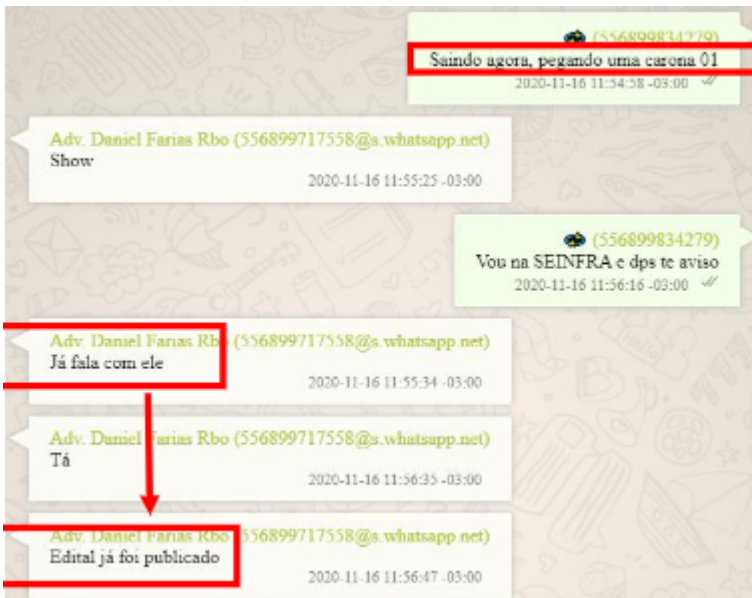 (556899834279)
Saindo agora, pegando uma carona 01
2020-11-16 11:54:58 -03:00
Adv. Daniel Farias Rbo (556899717558@s.whatsapp.net)
Show
2020-11-16 11:55:25 -03:00
(556899834279)
Vou na SEINFRA e dps te aviso
2020-11-16 11:56:16 -03:00
Adv. Daniel Farias Rbo (556899717558@s.whatsapp.net)
Já fala com ele
2020-11-16 11:55:34 -03:00
Adv. Daniel Farias Rbo (556899717558@s.whatsapp.net)
Tá
2020-11-16 11:56:35 -03:00
Adv. Daniel Farias Rbo (556899717558@s.whatsapp.net)
Edital já foi publicado
2020-11-16 11:56:47 -03:00